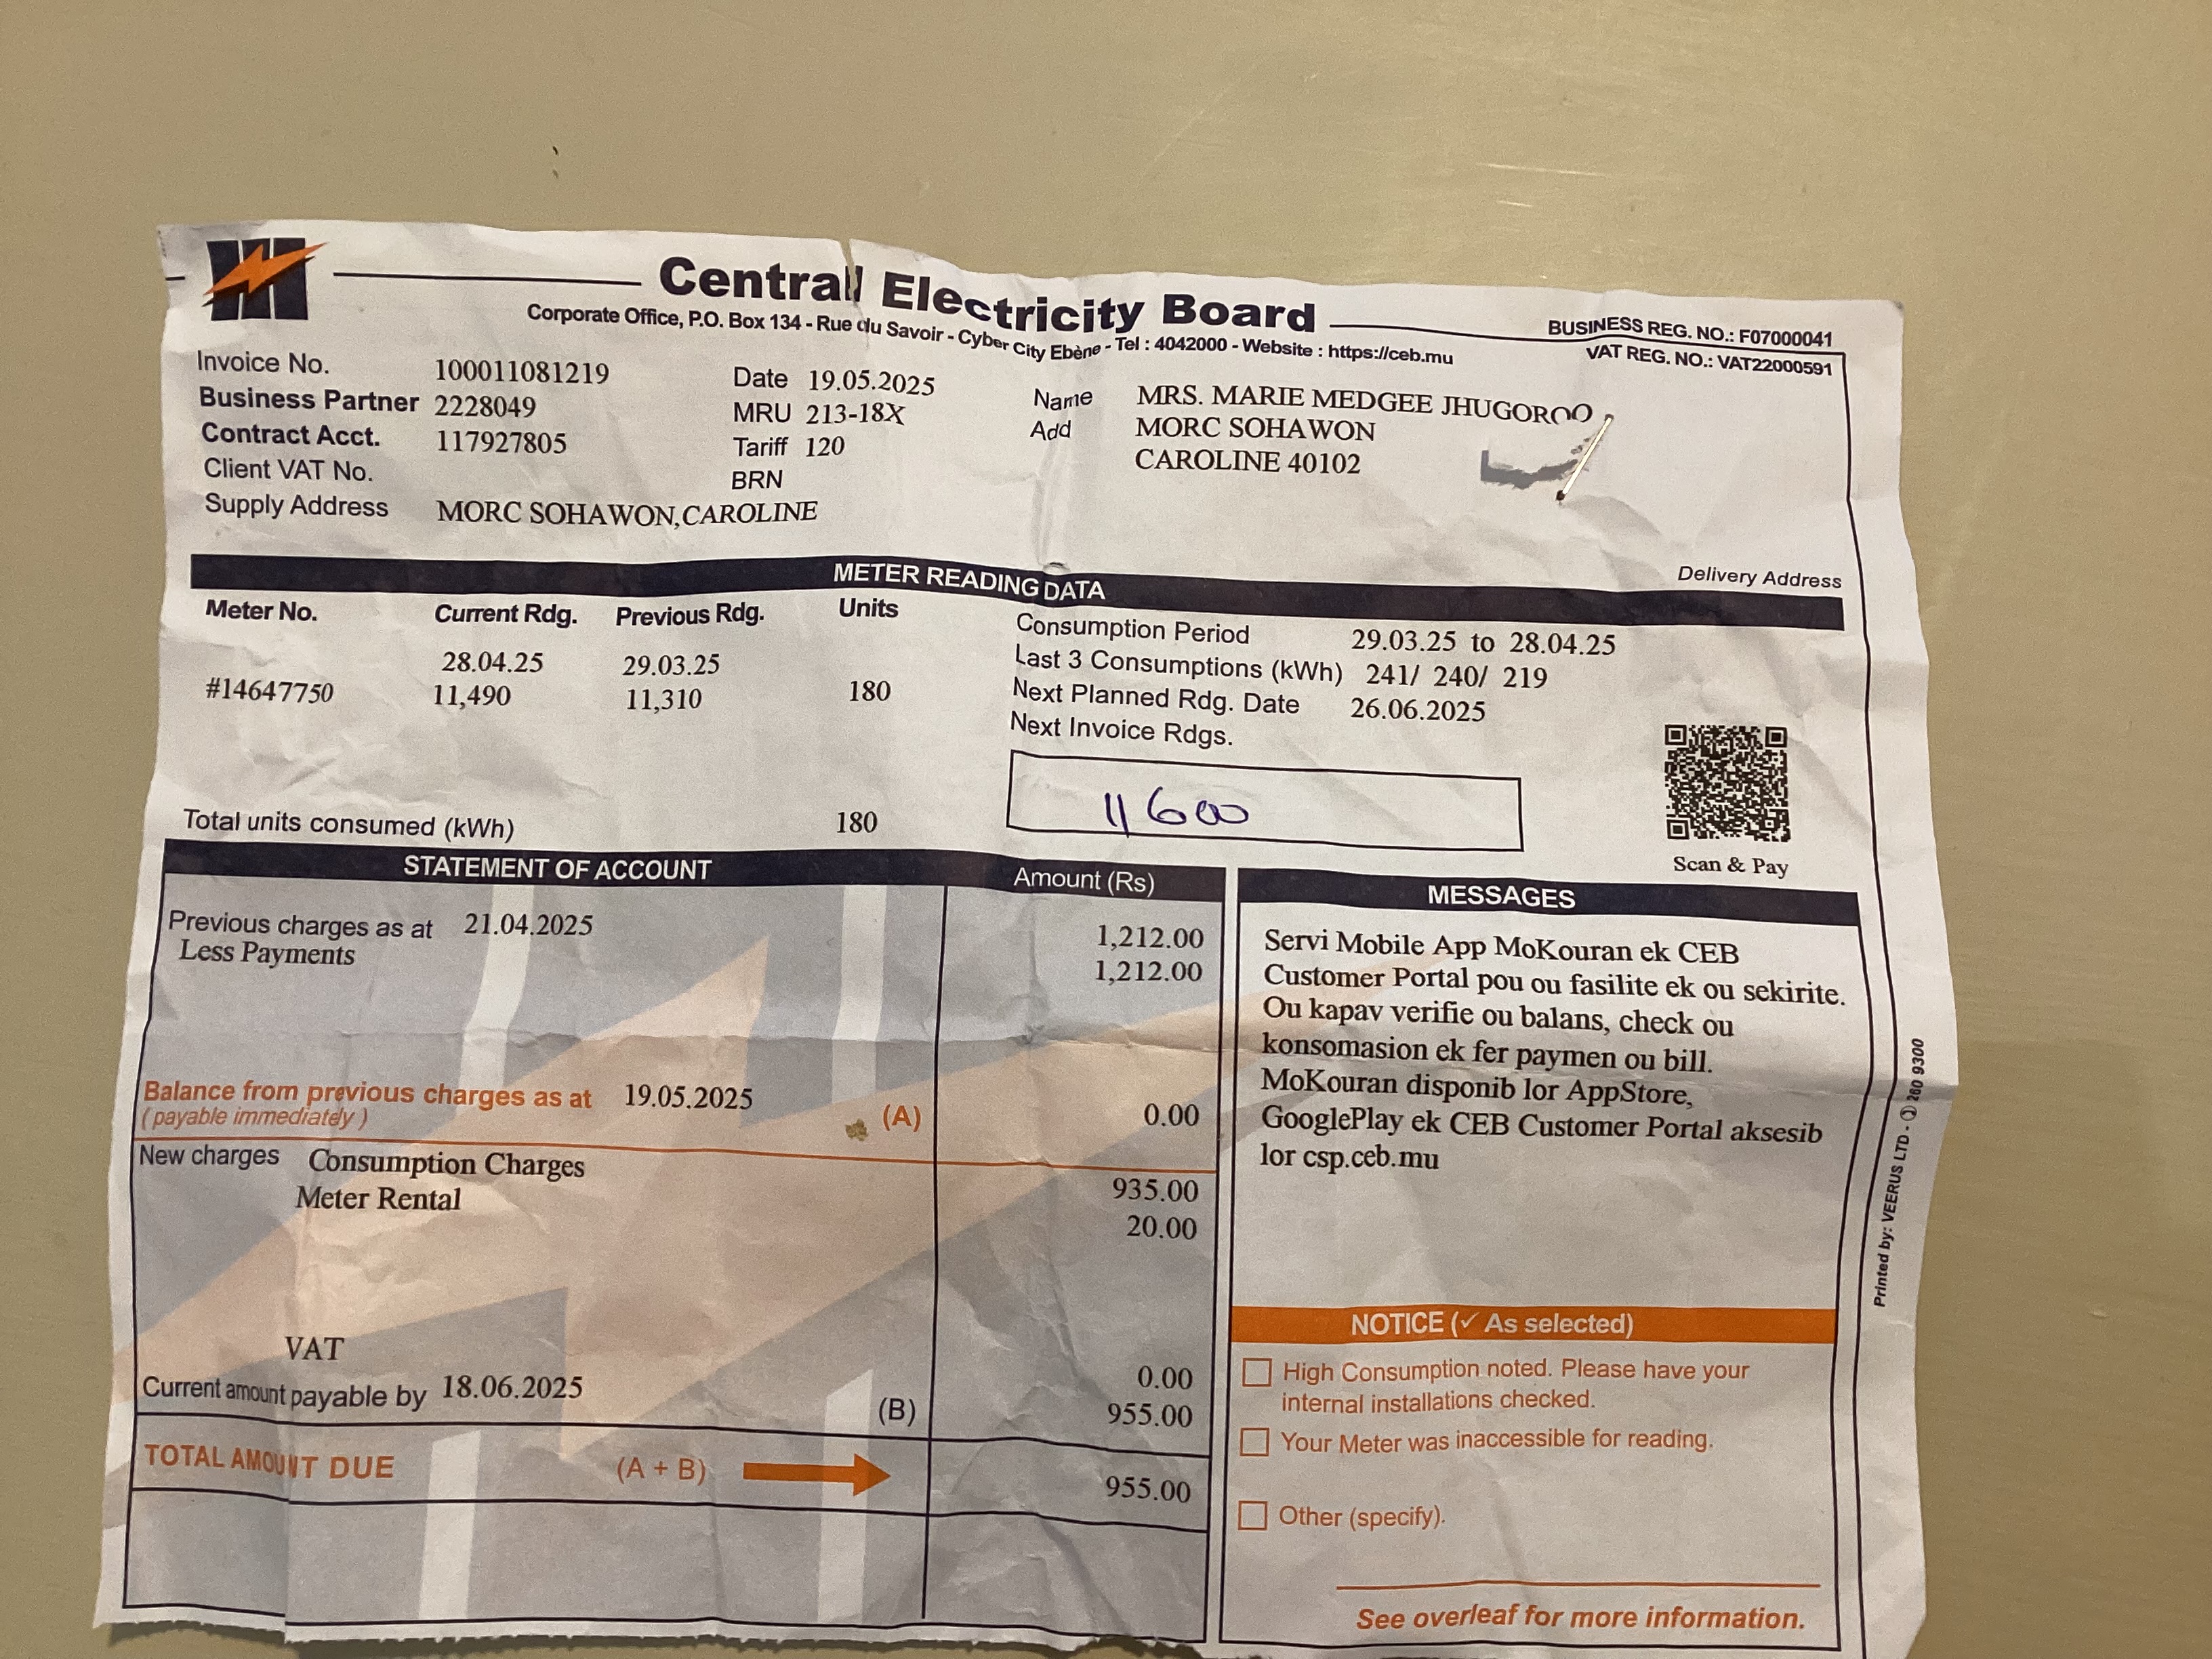 Central Electricity Board
Corporate Office, P.O. Box 134 - Rue du Savoir - Cyber City Ebène - Tel : 4042000 - Website : https://ceb.mu
BUSINESS REG. NO.: F07000041
VAT REG. NO.: VAT22000591
Invoice No. 100011081219
Business Partner 2228049
Contract Acct. 117927805
Client VAT No.
Supply Address MORC SOHAWON,CAROLINE
Date 19.05.2025
MRU 213-18X
Tariff 120
BRN
Name MRS. MARIE MEDGEE JHUGOROO
Add MORC SOHAWON
CAROLINE 40102
Delivery Address
METER READING DATA
Meter No. Current Rdg. Previous Rdg. Units
28.04.25 29.03.25
#14647750 11,490 11,310 180
Total units consumed (kWh) 180
Consumption Period 29.03.25 to 28.04.25
Last 3 Consumptions (kWh) 241/ 240/ 219
Next Planned Rdg. Date 26.06.2025
Next Invoice Rdgs.
11600
Scan & Pay
STATEMENT OF ACCOUNT Amount (Rs)
Previous charges as at 21.04.2025 1,212.00
Less Payments 1,212.00
Balance from previous charges as at 19.05.2025
(payable immediately) (A) 0.00
New charges Consumption Charges 935.00
Meter Rental 20.00
VAT 0.00
Current amount payable by 18.06.2025 (B) 955.00
TOTAL AMOUNT DUE (A + B) 955.00
MESSAGES
Servi Mobile App MoKouran ek CEB
Customer Portal pou ou fasilite ek ou sekirite.
Ou kapav verifie ou balans, check ou
konsomasion ek fer paymen ou bill.
MoKouran disponib lor AppStore,
GooglePlay ek CEB Customer Portal aksesib
lor csp.ceb.mu
NOTICE (✓ As selected)
High Consumption noted. Please have your
internal installations checked.
Your Meter was inaccessible for reading.
Other (specify).
See overleaf for more information.
Printed by: VEERUS LTD - ✆ 260 9300